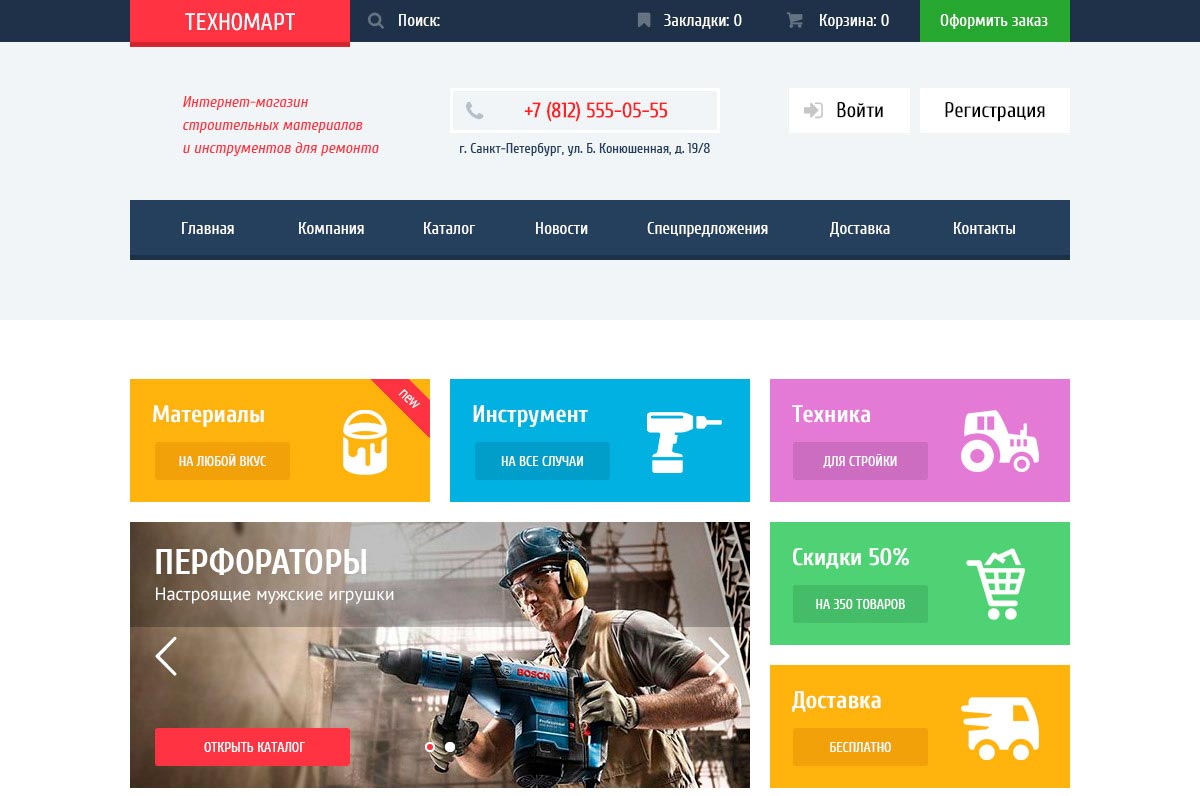 ТЕХНОМАРТ
Поиск:
Закладки: 0
Корзина: 0
Оформить заказ
Интернет-магазин
строительных материалов
и инструментов для ремонта
+7 (812) 555-05-55
г. Санкт-Петербург, ул. Б. Конюшенная, д. 19/8
Войти
Регистрация
Главная
Компания
Каталог
Новости
Спецпредложения
Доставка
Контакты
Материалы
new
НА ЛЮБОЙ ВКУС
Инструмент
НА ВСЕ СЛУЧАИ
Техника
ДЛЯ СТРОЙКИ
ПЕРФОРАТОРЫ
Настоящие мужские игрушки
BOSCH
Professional
ОТКРЫТЬ КАТАЛОГ
Скидки 50%
НА 350 ТОВАРОВ
Доставка
БЕСПЛАТНО